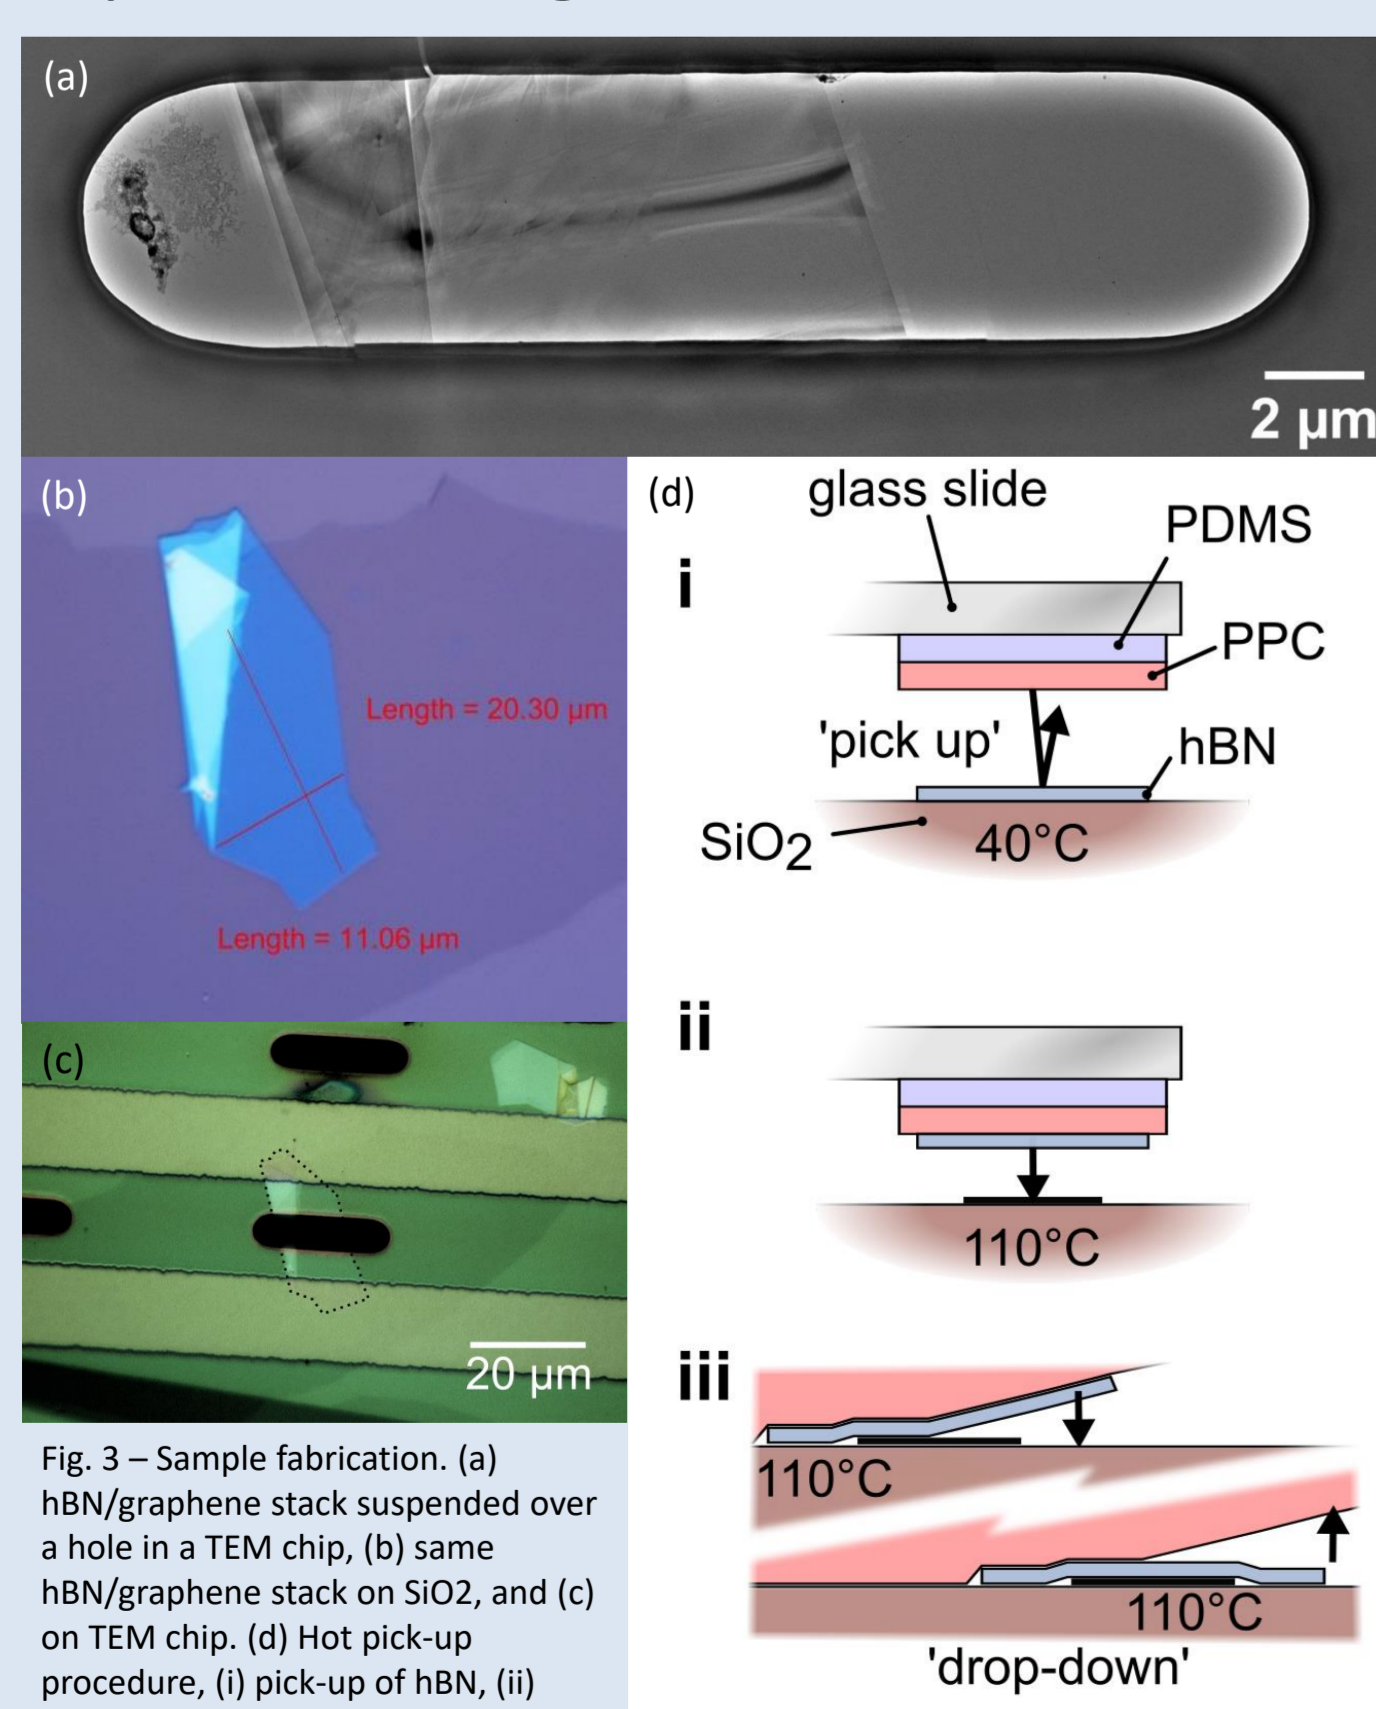 (a)
2 µm
(b)
Length = 20.30 µm
Length = 11.06 µm
(c)
20 µm
(d)
i
glass slide
PDMS
PPC
'pick up'
hBN
SiO2
40°C
ii
110°C
iii
110°C
110°C
'drop-down'
Fig. 3 – Sample fabrication. (a)
hBN/graphene stack suspended over
a hole in a TEM chip, (b) same
hBN/graphene stack on SiO2, and (c)
on TEM chip. (d) Hot pick-up
procedure, (i) pick-up of hBN, (ii)